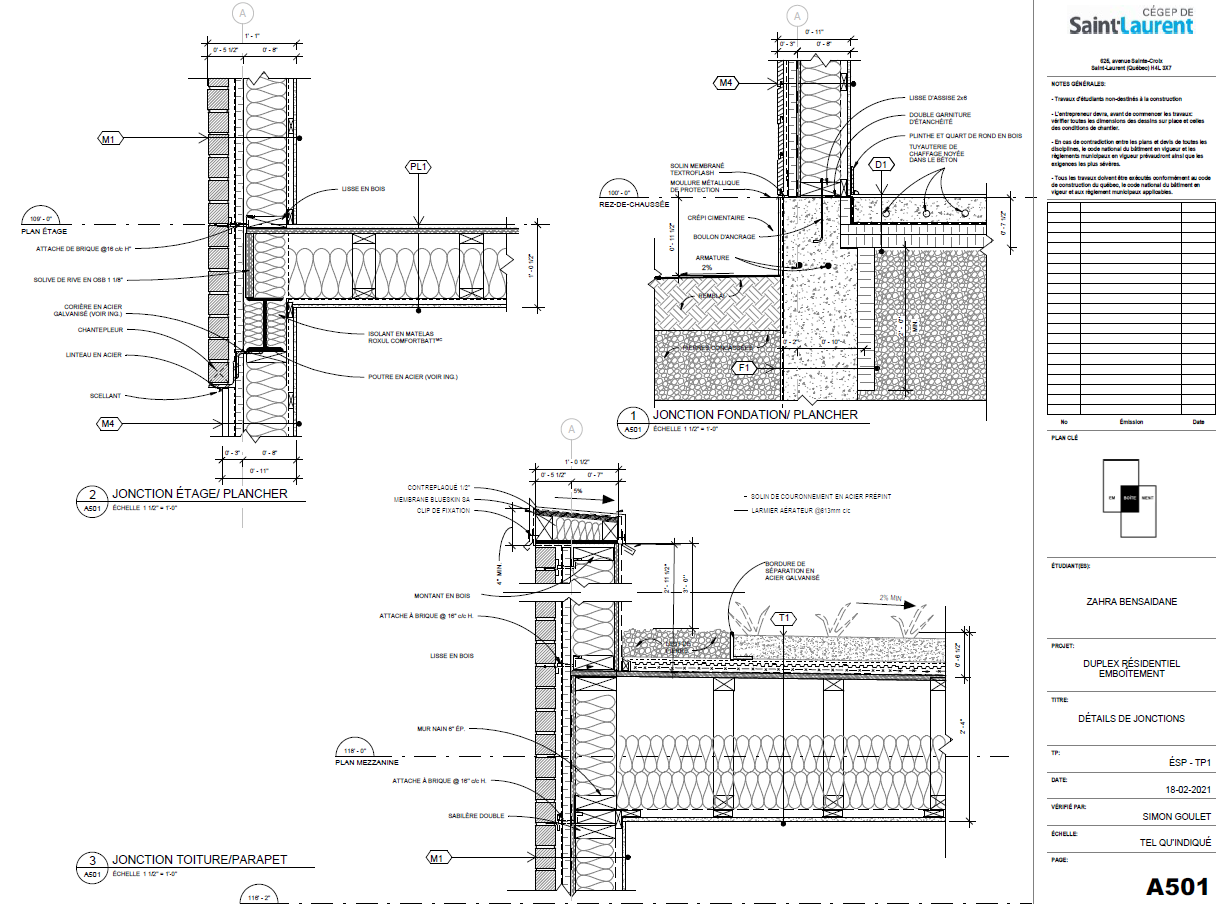 A
1' - 1"
0' - 5 1/2"
0' - 8"
M1
PL1
LISSE EN BOIS
109' - 0"
PLAN ÉTAGE
ATTACHE DE BRIQUE @16 c/c H"
SOLIVE DE RIVE EN OSB 1 1/8"
1' - 0 1/2"
CORIÈRE EN ACIER
GALVANISÉ (VOIR ING.)
CHANTEPLEUR
LINTEAU EN ACIER
ISOLANT EN MATELAS
ROXUL COMFORTBATT MC
POUTRE EN ACIER (VOIR ING.)
SCELLANT
M4
0' - 3"
0' - 8"
0' - 11"
2
A501
JONCTION ÉTAGE/ PLANCHER
ÉCHELLE 1 1/2" = 1'-0"
A
0' - 11"
0' - 3"
0' - 8"
M4
LISSE D'ASSISE 2x8
DOUBLE GARNITURE
D'ÉTANCHÉITÉ
PLINTHE ET QUART DE ROND EN BOIS
TUYAUTERIE DE
CHAFFAGE NOYÉE
DANS LE BÉTON
D1
SOLIN MEMBRANÉ
TEXTROFLASH
MOULURE MÉTALLIQUE
DE PROTECTION
100' - 0"
REZ-DE-CHAUSSÉE
CRÉPI CIMENTAIRE
BOULON D'ANCRAGE
ARMATURE
0' - 11 1/2"
0' - 7 1/2"
2%
REMBLAI
PIERRES CONCASSÉES
0' - 2"
0' - 10"
MIN.
F1
1
A501
JONCTION FONDATION/ PLANCHER
ÉCHELLE 1 1/2" = 1'-0"
A
1' - 0 1/2"
0' - 5 1/2"
0' - 7"
5%
CONTREPLAQUÉ 1/2"
MEMBRANE BLUESKIN SA
CLIP DE FIXATION
SOLIN DE COURONNEMENT EN ACIER PRÉPINT
LARMIER AÉRATEUR @613mm c/c
4" MIN.
2' - 11 1/2"
3' - 0"
BORDURE DE
SÉPARATION EN
ACIER GALVANISÉ
MONTANT EN BOIS
2% MIN
ATTACHE À BRIQUE @ 16" c/c H.
T1
LISSE EN BOIS
0' - 6 1/2"
MUR NAIN 6" ÉP.
2' - 4"
118' - 0"
PLAN MEZZANINE
ATTACHE À BRIQUE @ 16" c/c H.
SABILÈRE DOUBLE
M1
3
A501
JONCTION TOITURE/PARAPET
ÉCHELLE 1 1/2" = 1'-0"
118' - 2"
CÉGEP DE
Saint-Laurent
625, avenue Sainte-Croix
Saint-Laurent (Québec) H4L 3X7
NOTES GÉNÉRALES:
- Travaux d'étudiants non-destinés à la construction
- L'entrepreneur devra, avant de commencer les travaux:
vérifier toutes les dimensions des dessins sur place et celles
des conditions de chantier.
- En cas de contradiction entre les plans et devis de toutes les
disciplines, le code national du bâtiment en vigueur et les
règlements municipaux en vigueur prévaudront ainsi que les
exigences les plus sévères.
- Tous les travaux doivent être exécutés conformément au code
de construction du québec, le code national du bâtiment en
vigueur et aux règlement municipaux applicables.
No Émission Date
PLAN CLÉ
EM BOÎTE MENT
ÉTUDIANT(ES):
ZAHRA BENSAIDANE
PROJET:
DUPLEX RÉSIDENTIEL
EMBOÎTEMENT
TITRE:
DÉTAILS DE JONCTIONS
TP:
ÉSP - TP1
DATE:
18-02-2021
VÉRIFIÉ PAR:
SIMON GOULET
ÉCHELLE:
TEL QU'INDIQUÉ
PAGE:
A501